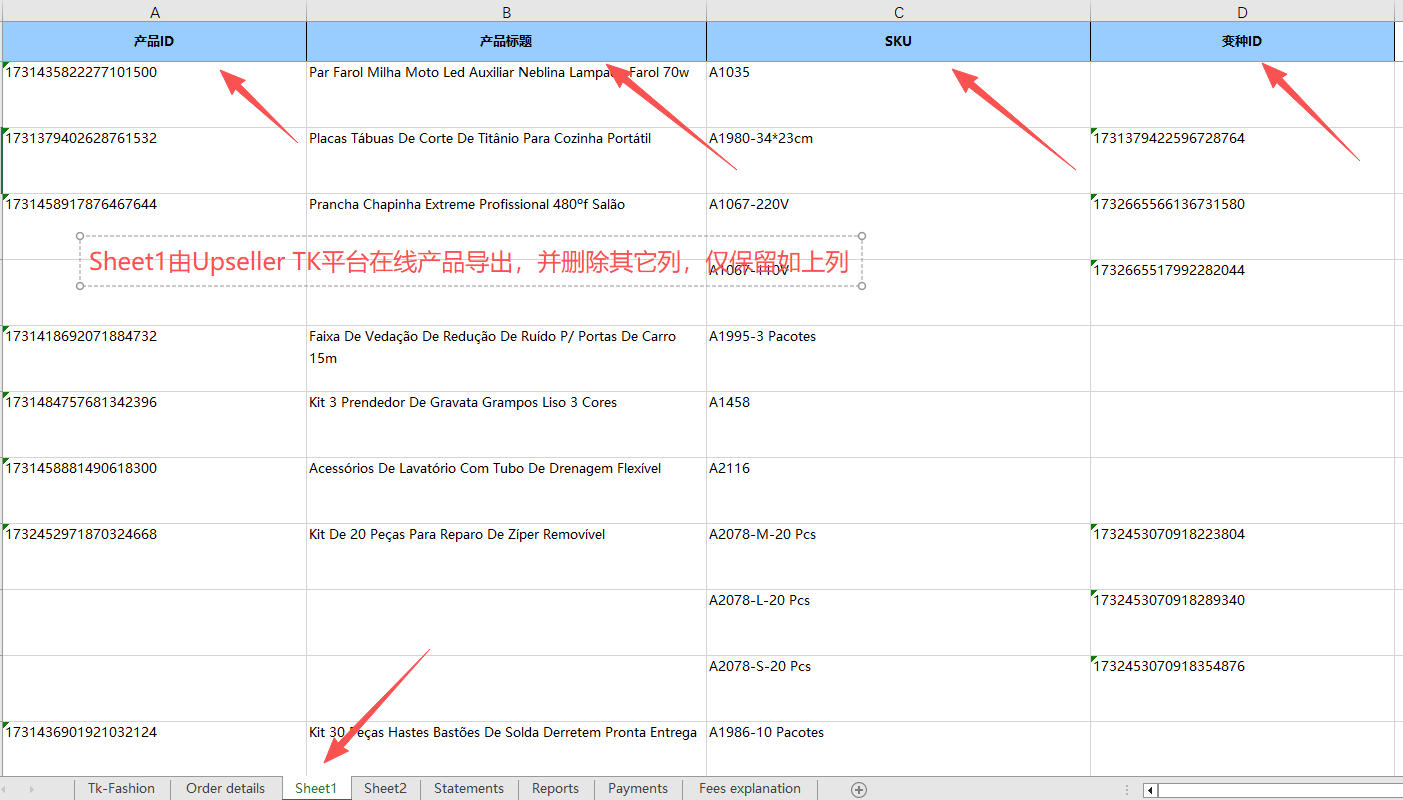 A B C D
产品ID 产品标题 SKU 变种ID
1731435822277101500 Par Farol Milha Moto Led Auxiliar Neblina Farol 70w A1035
1731379402628761532 Placas Tábuas De Corte De Titânio Para Cozinha Portátil A1980-34*23cm 1731379422596728764
1731458917876467644 Prancha Chapinha Extreme Profissional 480ºf Salão A1067-220V 1732665566136731580
Sheet1由Upseller TK平台在线产品导出，并删除其它列，仅保留如上列
A1067-110V 1732665517992282044
1731418692071884732 Faixa De Vedação De Redução De Ruído P/ Portas De Carro A1995-3 Pacotes
15m
1731484757681342396 Kit 3 Prendedor De Gravata Grampos Liso 3 Cores A1458
1731458881490618300 Acessórios De Lavatório Com Tubo De Drenagem Flexível A2116
1732452971870324668 Kit De 20 Peças Para Reparo De Zíper Removível A2078-M-20 Pcs 1732453070918223804
A2078-L-20 Pcs 1732453070918289340
A2078-S-20 Pcs 1732453070918354876
1731436901921032124 Kit 30 Peças Hastes Bastões De Solda Derretem Pronta Entrega A1986-10 Pacotes
Tk-Fashion Order details Sheet1 Sheet2 Statements Reports Payments Fees explanation